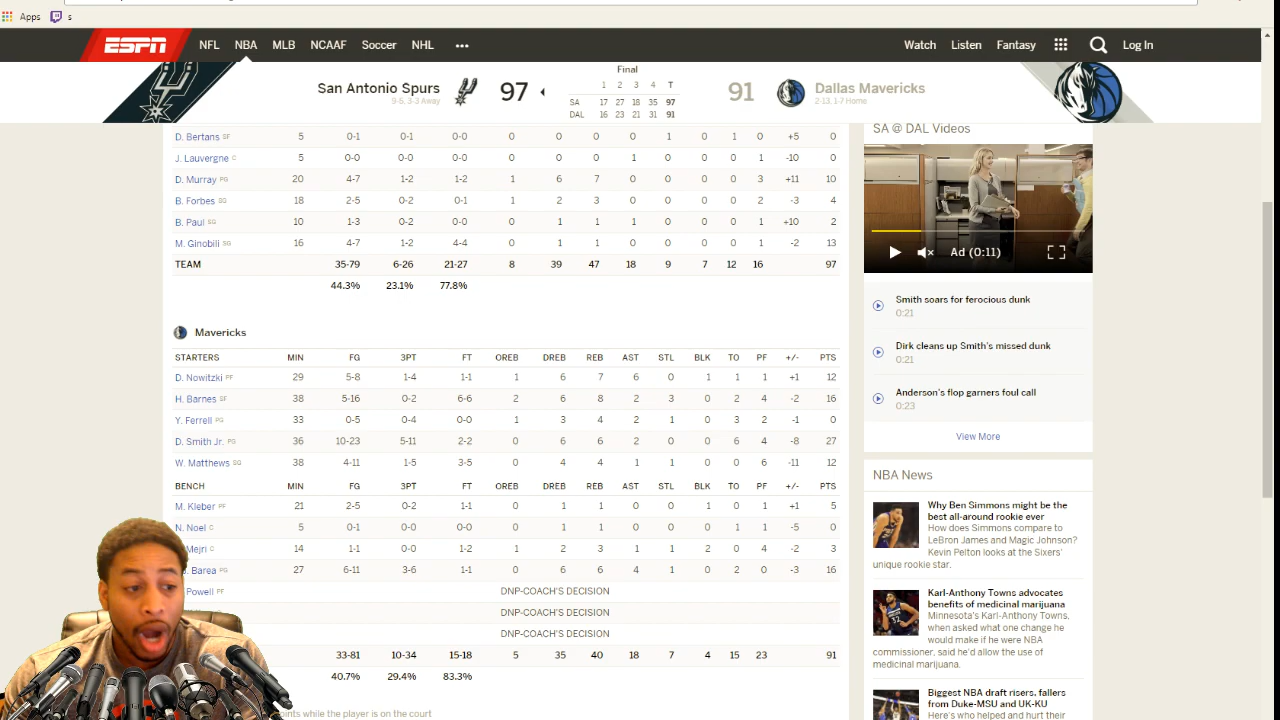 Apps s
ESPN NFL NBA MLB NCAAF Soccer NHL ••• Watch Listen Fantasy Log In
Final
San Antonio Spurs 97 1 2 3 4 T 91 Dallas Mavericks
9-5, 3-3 Away SA 17 27 18 35 97 2-13, 1-7 Home
DAL 16 23 21 31 91
D. Bertans SF 5 0-1 0-1 0-0 0 0 0 0 1 0 1 0 +5 0
J. Lauvergne C 5 0-0 0-0 0-0 0 0 0 1 0 0 0 1 -10 0
D. Murray PG 20 4-7 1-2 1-2 1 6 7 0 0 0 0 3 +11 10
B. Forbes SG 18 2-5 0-2 0-1 1 2 3 0 0 0 0 2 -3 4
B. Paul SG 10 1-3 0-2 0-0 0 1 1 1 0 0 0 1 +10 2
M. Ginobili SG 16 4-7 1-2 4-4 0 1 1 0 0 0 0 1 -2 13
TEAM 35-79 6-26 21-27 8 39 47 18 9 7 12 16 97
44.3% 23.1% 77.8%
Mavericks
STARTERS MIN FG 3PT FT OREB DREB REB AST STL BLK TO PF +/- PTS
D. Nowitzki PF 29 5-8 1-4 1-1 1 6 7 6 0 1 1 1 +1 12
H. Barnes SF 38 5-16 0-2 6-6 2 6 8 2 3 0 2 4 -2 16
Y. Ferrell PG 33 0-5 0-4 0-0 1 3 4 2 1 0 3 2 -1 0
D. Smith Jr. PG 36 10-23 5-11 2-2 0 6 6 2 0 0 6 4 -8 27
W. Matthews SG 38 4-11 1-5 3-5 0 4 4 1 1 0 0 6 -11 12
BENCH MIN FG 3PT FT OREB DREB REB AST STL BLK TO PF +/- PTS
M. Kleber PF 21 2-5 0-2 1-1 0 1 1 0 0 1 0 1 +1 5
N. Noel C 5 0-1 0-0 0-0 0 1 1 0 0 0 1 1 -5 0
Mejri C 14 1-1 0-0 1-2 1 2 3 1 1 2 0 4 -2 3
Barea PG 27 6-11 3-6 1-1 0 6 6 4 1 0 2 0 -3 16
Powell PF DNP-COACH'S DECISION
DNP-COACH'S DECISION
DNP-COACH'S DECISION
33-81 10-34 15-18 5 35 40 18 7 4 15 23 91
40.7% 29.4% 83.3%
points while the player is on the court
SA @ DAL Videos
Ad (0:11)
Smith soars for ferocious dunk
0:21
Dirk cleans up Smith's missed dunk
0:21
Anderson's flop garners foul call
0:23
View More
NBA News
Why Ben Simmons might be the
best all-around rookie ever
How does Simmons compare to
LeBron James and Magic Johnson?
Kevin Pelton looks at the Sixers'
unique rookie star.
Karl-Anthony Towns advocates
benefits of medicinal marijuana
Minnesota's Karl-Anthony Towns,
when asked what one change he
would make if he were NBA
commissioner, said he'd allow the use of
medicinal marijuana.
Biggest NBA draft risers, fallers
from Duke-MSU and UK-KU
Here's who helped and hurt their